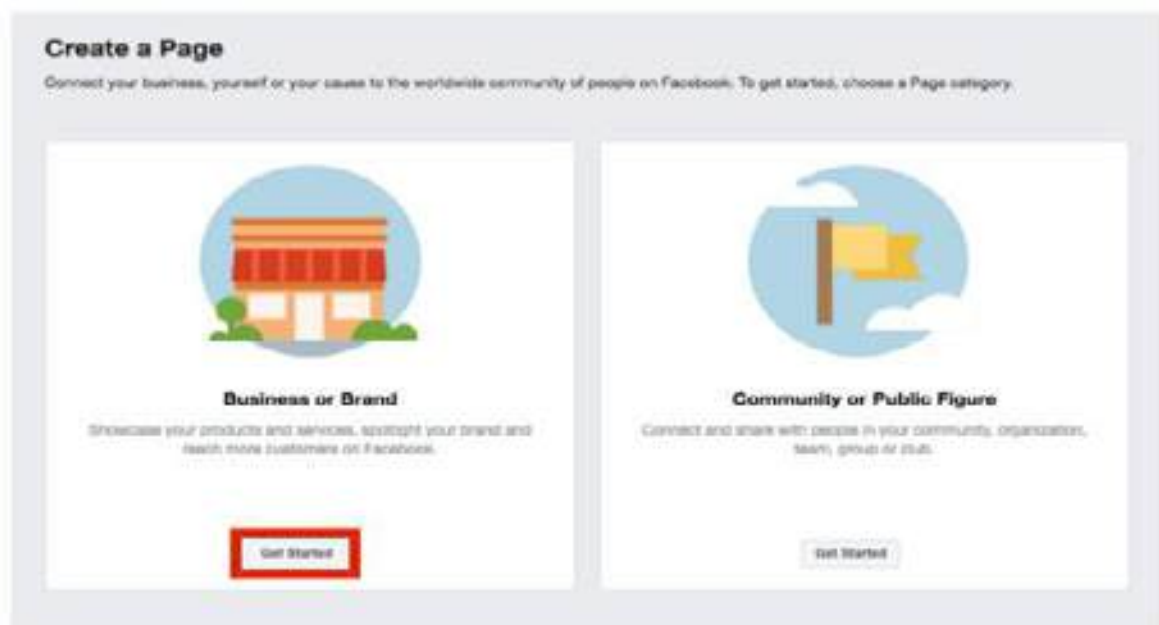 Create a Page
Connect your business, yourself or your cause to the worldwide community of people on Facebook. To get started, choose a Page category.
Business or Brand
Showcase your products and services, spotlight your brand and
reach more customers on Facebook.
Get Started
Community or Public Figure
Connect and share with people in your community, organization,
team, group or club.
Get Started